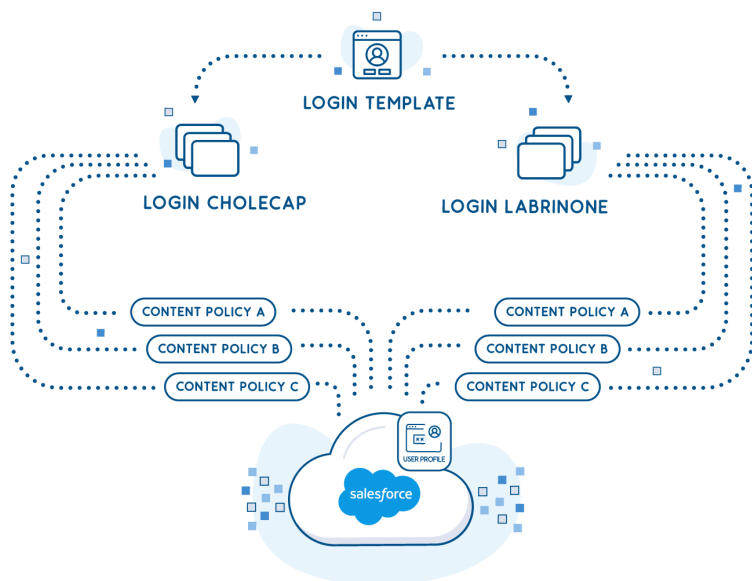 LOGIN TEMPLATE
LOGIN CHOLECAP
LOGIN LABRINONE
CONTENT POLICY A
CONTENT POLICY A
CONTENT POLICY B
CONTENT POLICY B
CONTENT POLICY C
CONTENT POLICY C
USER PROFILE
salesforce